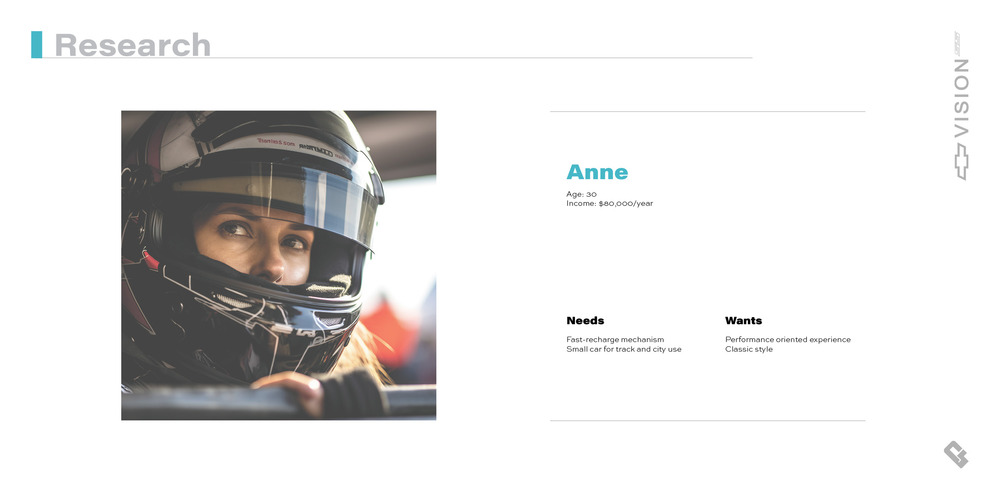 Research
VISION
Anne
Age: 30
Income: $80,000/year
Needs
Fast-recharge mechanism
Small car for track and city use
Wants
Performance oriented experience
Classic style